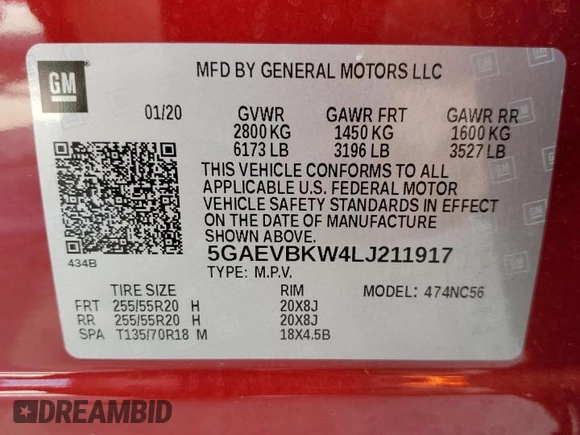 GM
MFD BY GENERAL MOTORS LLC
01/20 GVWR GAWR FRT GAWR RR
2800 KG 1450 KG 1600 KG
6173 LB 3196 LB 3527 LB
THIS VEHICLE CONFORMS TO ALL
APPLICABLE U.S. FEDERAL MOTOR
VEHICLE SAFETY STANDARDS IN EFFECT
ON THE DATE OF MANUFACTURE
SHOWN ABOVE.
434B
5GAEVBKW4LJ211917
TYPE: M.P.V.
TIRE SIZE RIM MODEL: 474NC56
FRT 255/55R20 H 20X8J
RR 255/55R20 H 20X8J
SPA T135/70R18 M 18X4.5B
DREAMBID